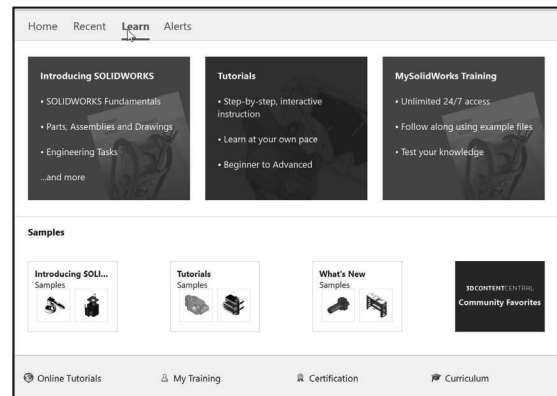 Home Recent Learn Alerts
Introducing SOLIDWORKS
• SOLIDWORKS Fundamentals
• Parts, Assemblies and Drawings
• Engineering Tasks
...and more
Tutorials
• Step-by-step, interactive
instruction
• Learn at your own pace
• Beginner to Advanced
MySolidWorks Training
• Unlimited 24/7 access
• Follow along using example files
• Test your knowledge
Samples
Introducing SOLI...
Samples
Tutorials
Samples
What's New
Samples
3DCONTENTCENTRAL
Community Favorites
Online Tutorials My Training Certification Curriculum